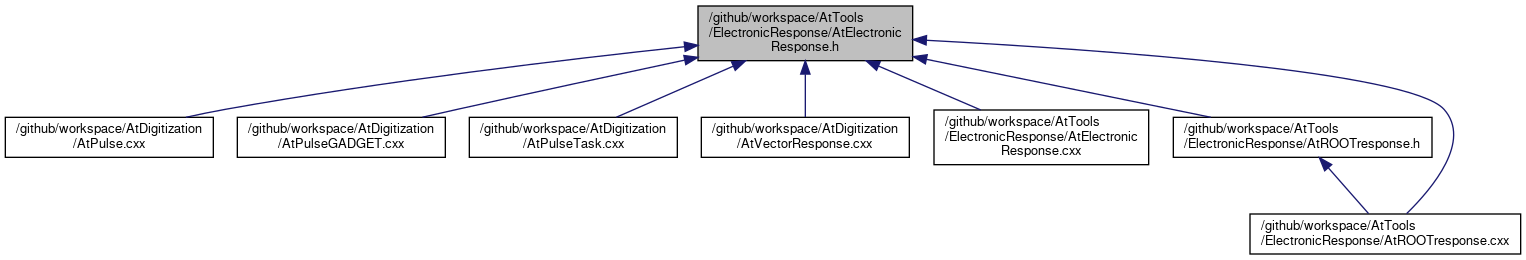 /github/workspace/AtTools
/ElectronicResponse/AtElectronic
Response.h
/github/workspace/AtDigitization
/AtPulse.cxx
/github/workspace/AtDigitization
/AtPulseGADGET.cxx
/github/workspace/AtDigitization
/AtPulseTask.cxx
/github/workspace/AtDigitization
/AtVectorResponse.cxx
/github/workspace/AtTools
/ElectronicResponse/AtElectronic
Response.cxx
/github/workspace/AtTools
/ElectronicResponse/AtROOTresponse.h
/github/workspace/AtTools
/ElectronicResponse/AtROOTresponse.cxx